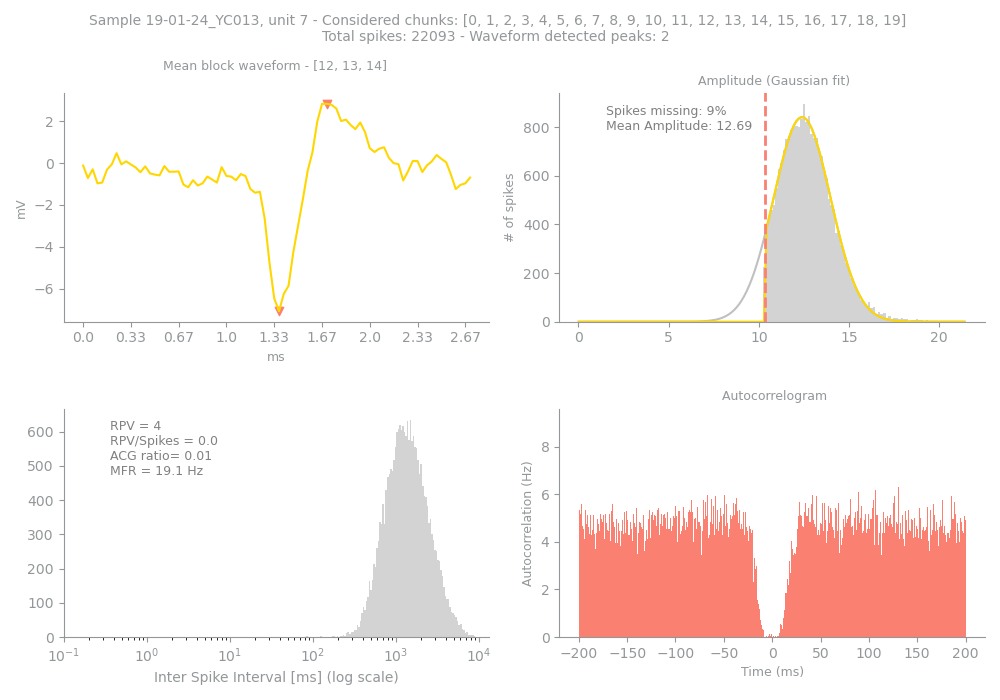 Sample 19-01-24_YC013, unit 7 - Considered chunks: [0, 1, 2, 3, 4, 5, 6, 7, 8, 9, 10, 11, 12, 13, 14, 15, 16, 17, 18, 19]
Total spikes: 22093 - Waveform detected peaks: 2
Mean block waveform - [12, 13, 14]
2
0
−2
−4
−6
mV
0.0 0.33 0.67 1.0 1.33 1.67 2.0 2.33 2.67
ms
Amplitude (Gaussian fit)
Spikes missing: 9%
Mean Amplitude: 12.69
800
600
400
200
0
# of spikes
0 5 10 15 20
RPV = 4
RPV/Spikes = 0.0
ACG ratio= 0.01
MFR = 19.1 Hz
600
500
400
300
200
100
0
10⁻¹ 10⁰ 10¹ 10² 10³ 10⁴
Inter Spike Interval [ms] (log scale)
Autocorrelogram
8
6
4
2
0
Autocorrelation (Hz)
−200 −150 −100 −50 0 50 100 150 200
Time (ms)